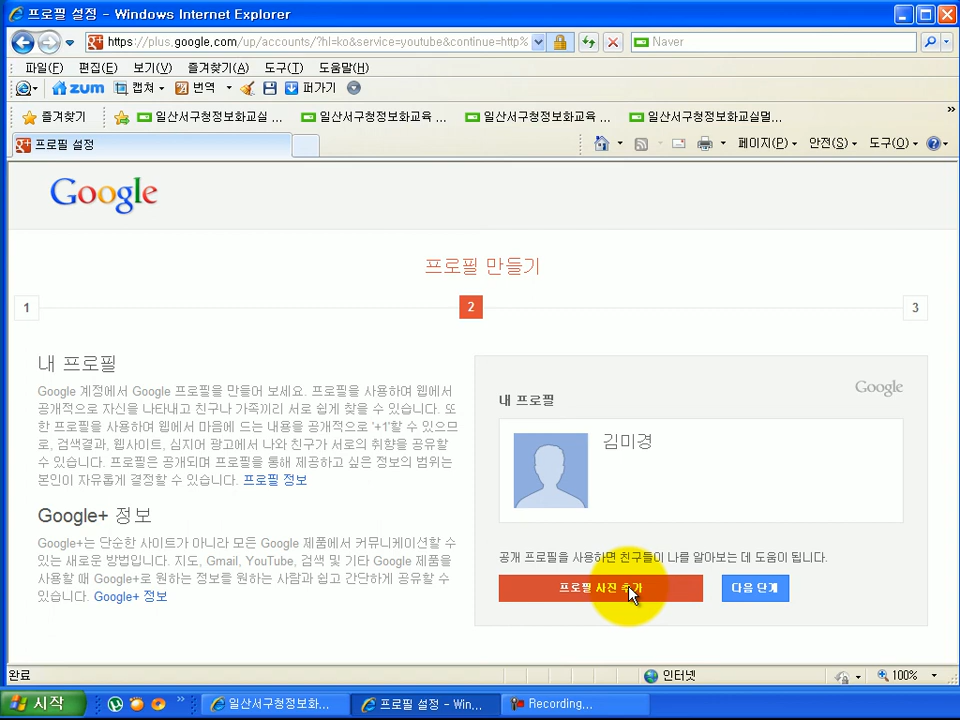 프로필 설정 - Windows Internet Explorer
https://plus.google.com/up/accounts/?hl=ko&service=youtube&continue=http%
Naver
파일(F) 편집(E) 보기(V) 즐겨찾기(A) 도구(T) 도움말(H)
zum 캡쳐 번역 퍼가기
즐겨찾기 일산서구청정보화교실 ... 일산서구청정보화교육 ... 일산서구청정보화교육 ... 일산서구청정보화교실멀...
프로필 설정
페이지(P) 안전(S) 도구(O)
Google
프로필 만들기
1 2 3
내 프로필
Google 계정에서 Google 프로필을 만들어 보세요. 프로필을 사용하여 웹에서
공개적으로 자신을 나타내고 친구나 가족끼리 서로 쉽게 찾을 수 있습니다. 또
한 프로필을 사용하여 웹에서 마음에 드는 내용을 공개적으로 '+1'할 수 있으므
로, 검색결과, 웹사이트, 심지어 광고에서 나와 친구가 서로의 취향을 공유할
수 있습니다. 프로필은 공개되며 프로필을 통해 제공하고 싶은 정보의 범위는
본인이 자유롭게 결정할 수 있습니다. 프로필 정보
Google+ 정보
Google+는 단순한 사이트가 아니라 모든 Google 제품에서 커뮤니케이션할 수
있는 새로운 방법입니다. 지도, Gmail, YouTube, 검색 및 기타 Google 제품을
사용할 때 Google+로 원하는 정보를 원하는 사람과 쉽고 간단하게 공유할 수
있습니다. Google+ 정보
Google
내 프로필
김미경
공개 프로필을 사용하면 친구들이 나를 알아보는 데 도움이 됩니다.
프로필 사진 추가 다음 단계
완료 인터넷 100%
시작 일산서구청정보화... 프로필 설정 - Win... Recording...